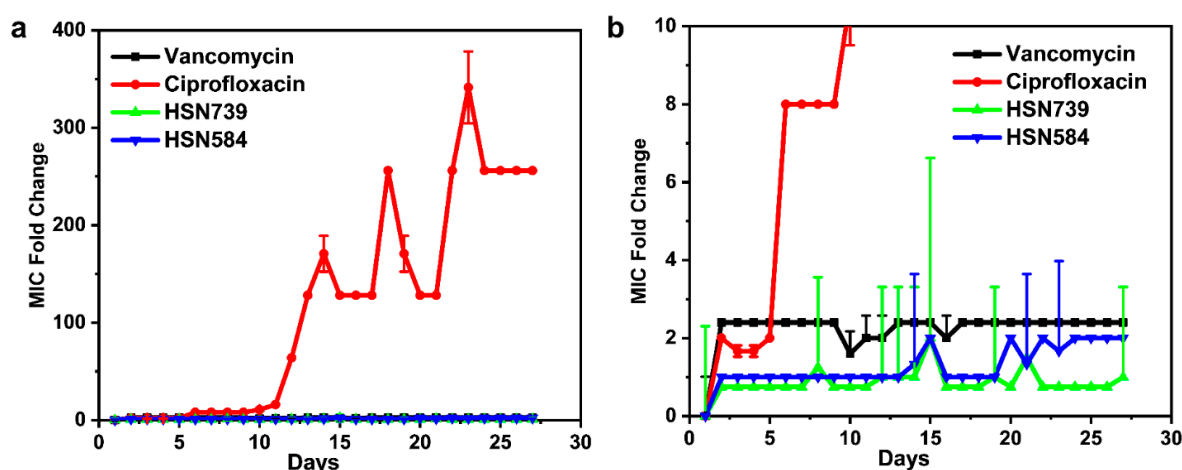 a
Vancomycin
Ciprofloxacin
HSN739
HSN584
MIC Fold Change
400
300
200
100
0
0 5 10 15 20 25 30
Days
b
Vancomycin
Ciprofloxacin
HSN739
HSN584
MIC Fold Change
10
8
6
4
2
0
0 5 10 15 20 25 30
Days